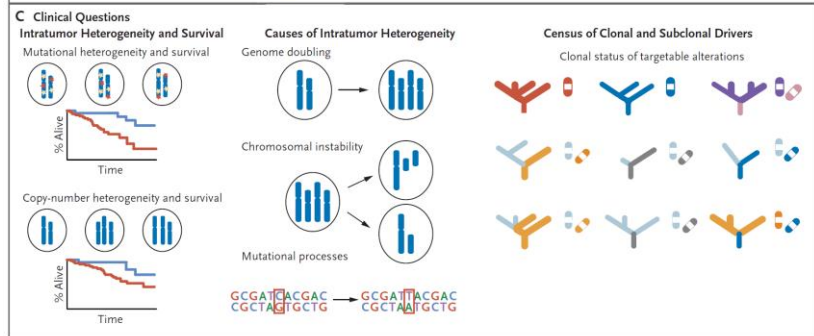 C Clinical Questions
Intratumor Heterogeneity and Survival
Mutational heterogeneity and survival
% Alive
Time
Copy-number heterogeneity and survival
% Alive
Time
Causes of Intratumor Heterogeneity
Genome doubling
Chromosomal instability
Mutational processes
GCGATCACGAC
CGCTAGTGCTG
GCGATTACGAC
CGCTAATGCTG
Census of Clonal and Subclonal Drivers
Clonal status of targetable alterations